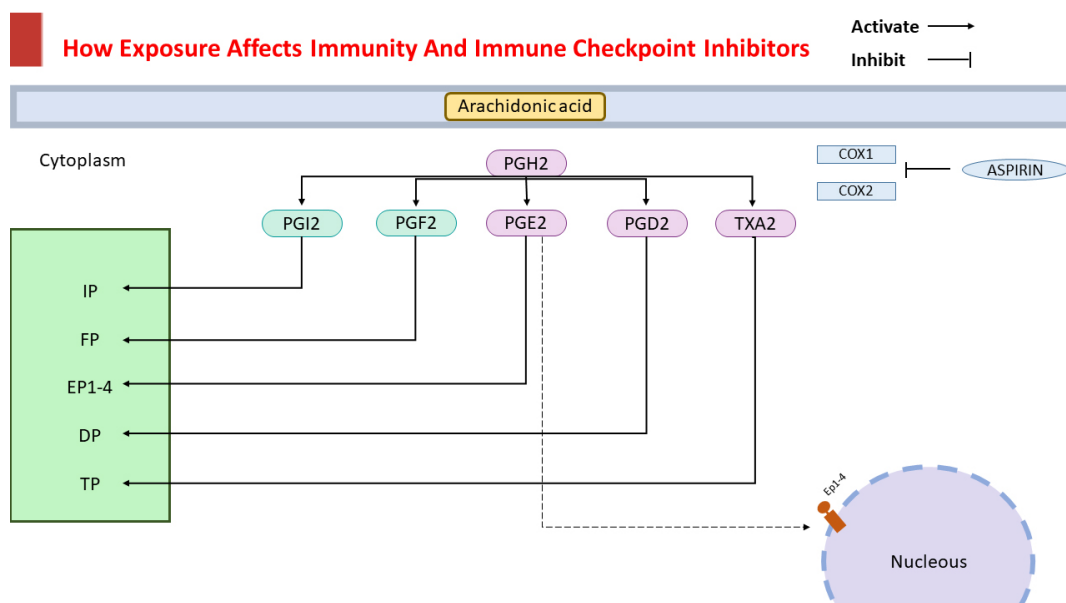 How Exposure Affects Immunity And Immune Checkpoint Inhibitors
Activate
Inhibit
Arachidonic acid
Cytoplasm
PGH2
COX1
COX2
ASPIRIN
PGI2
PGF2
PGE2
PGD2
TXA2
IP
FP
EP1-4
DP
TP
Ep1-4
Nucleous